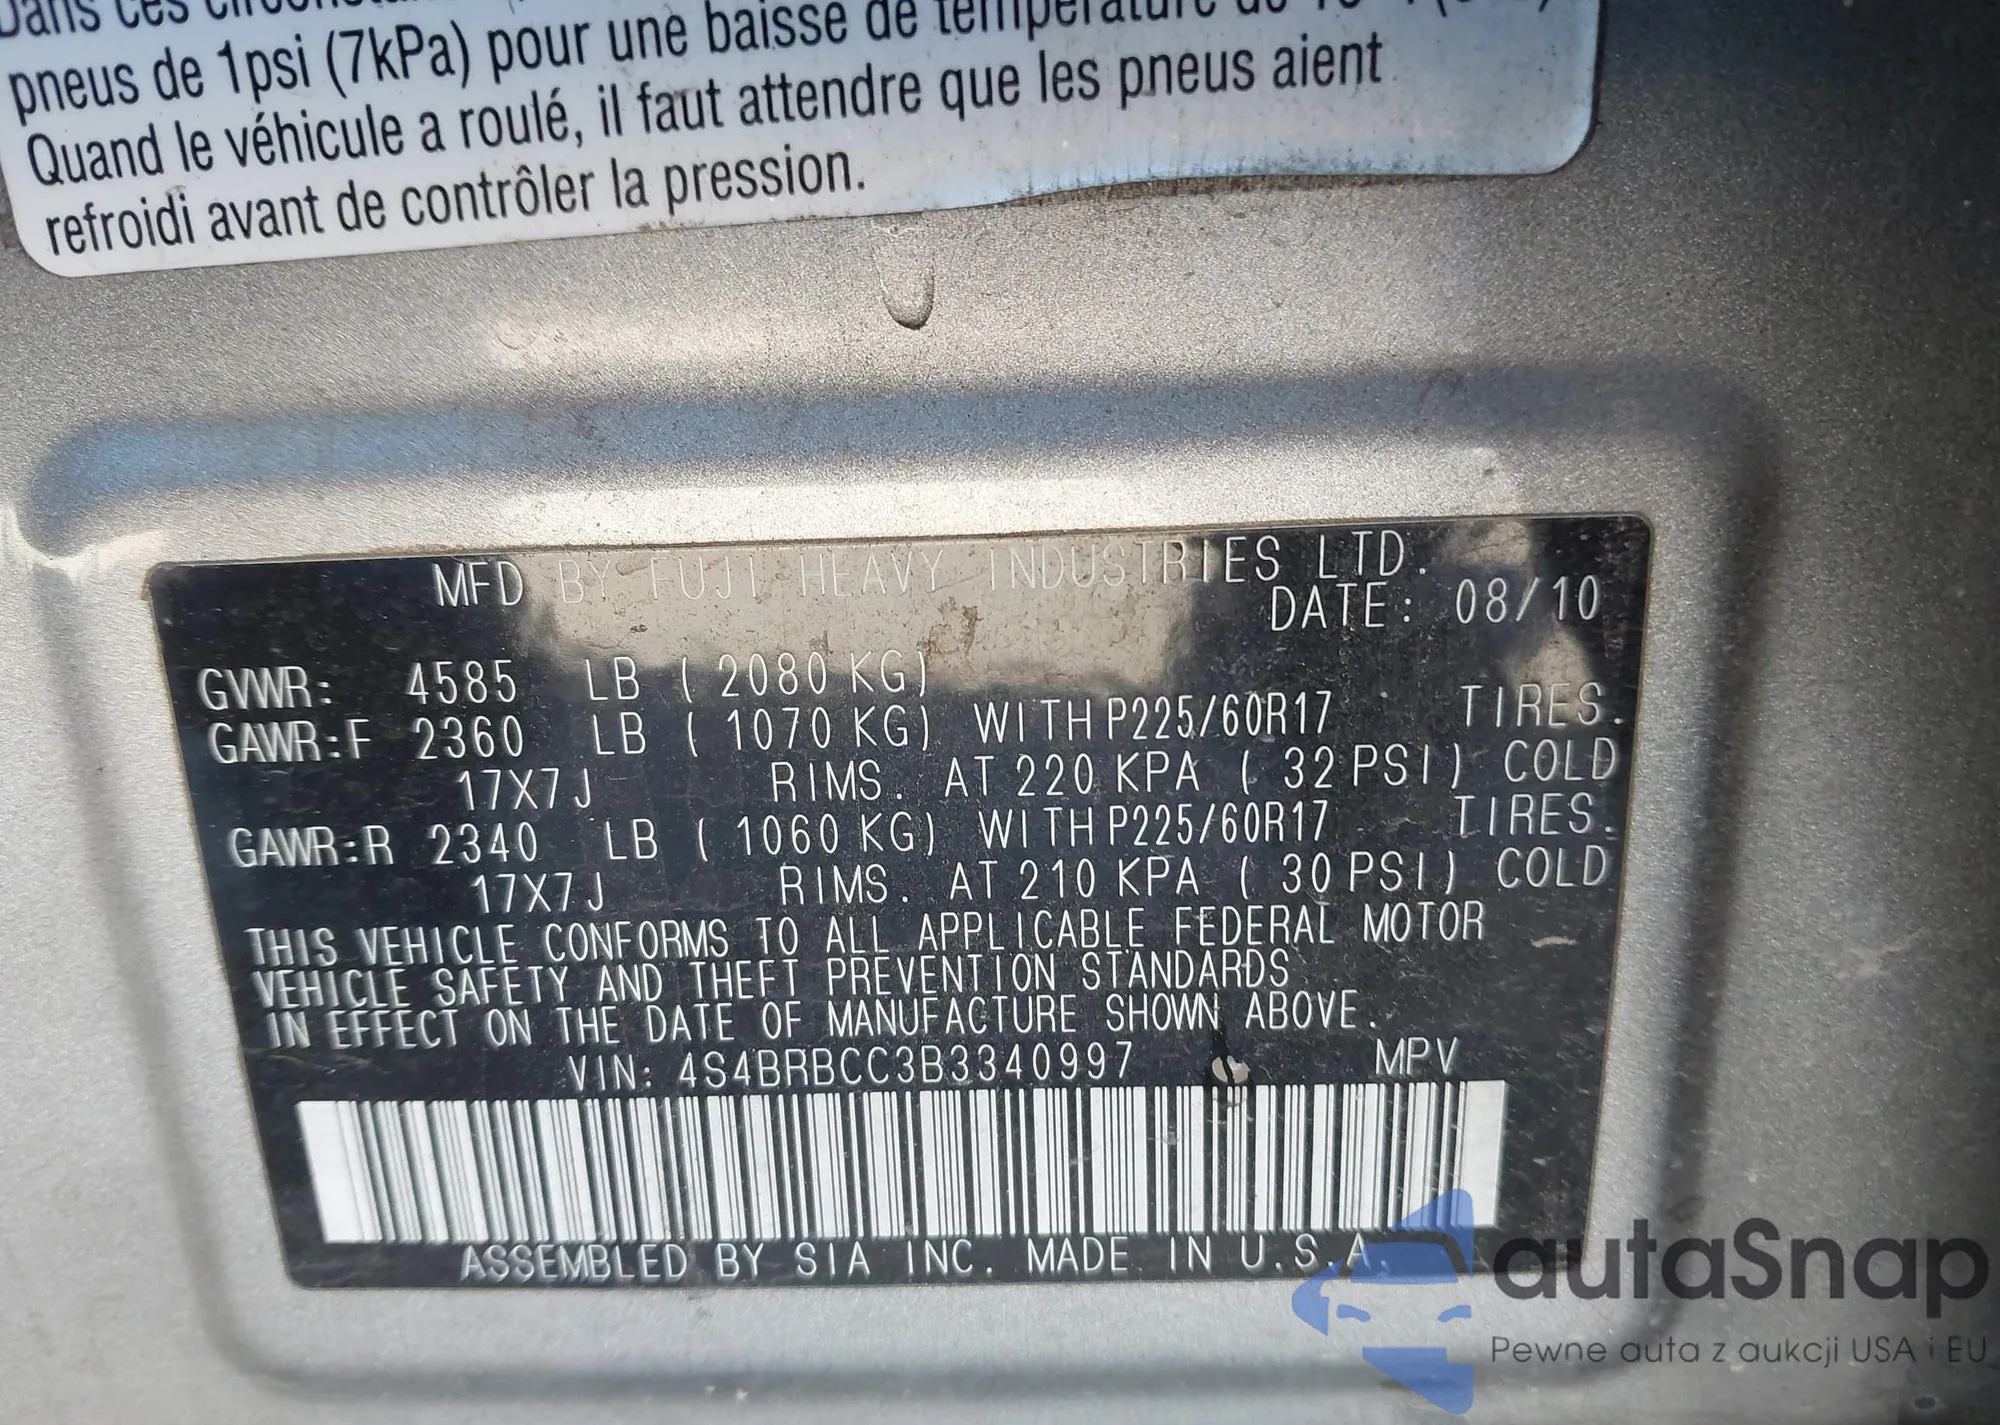 Dans ces
pneus de 1psi (7kPa) pour une baisse de température de
Quand le véhicule a roulé, il faut attendre que les pneus aient
refroidi avant de contrôler la pression.
MFD BY FUJI HEAVY INDUSTRIES LTD.
DATE: 08/10
GVWR: 4585 LB ( 2080 KG)
GAWR:F 2360 LB ( 1070 KG) WITH P225/60R17 TIRES.
17X7J RIMS. AT 220 KPA ( 32 PSI) COLD
GAWR:R 2340 LB ( 1060 KG) WITH P225/60R17 TIRES.
17X7J RIMS. AT 210 KPA ( 30 PSI) COLD
THIS VEHICLE CONFORMS TO ALL APPLICABLE FEDERAL MOTOR
VEHICLE SAFETY AND THEFT PREVENTION STANDARDS
IN EFFECT ON THE DATE OF MANUFACTURE SHOWN ABOVE.
VIN: 4S4BRBCC3B3340997 MPV
ASSEMBLED BY SIA INC. MADE IN U.S.A.
autaSnap
Pewne auta z aukcji USA i EU